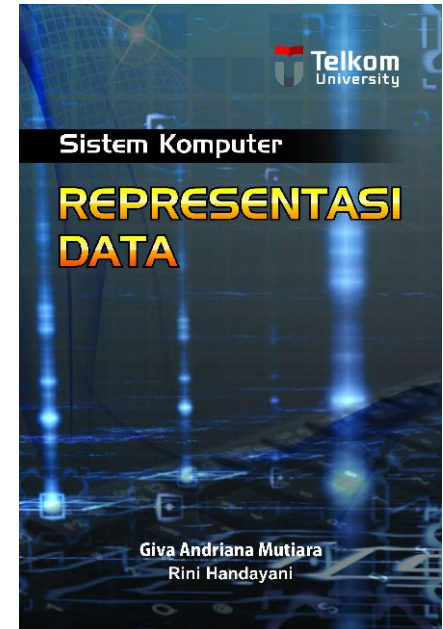 Telkom
University
Sistem Komputer
REPRESENTASI
DATA
Giva Andriana Mutiara
Rini Handayani